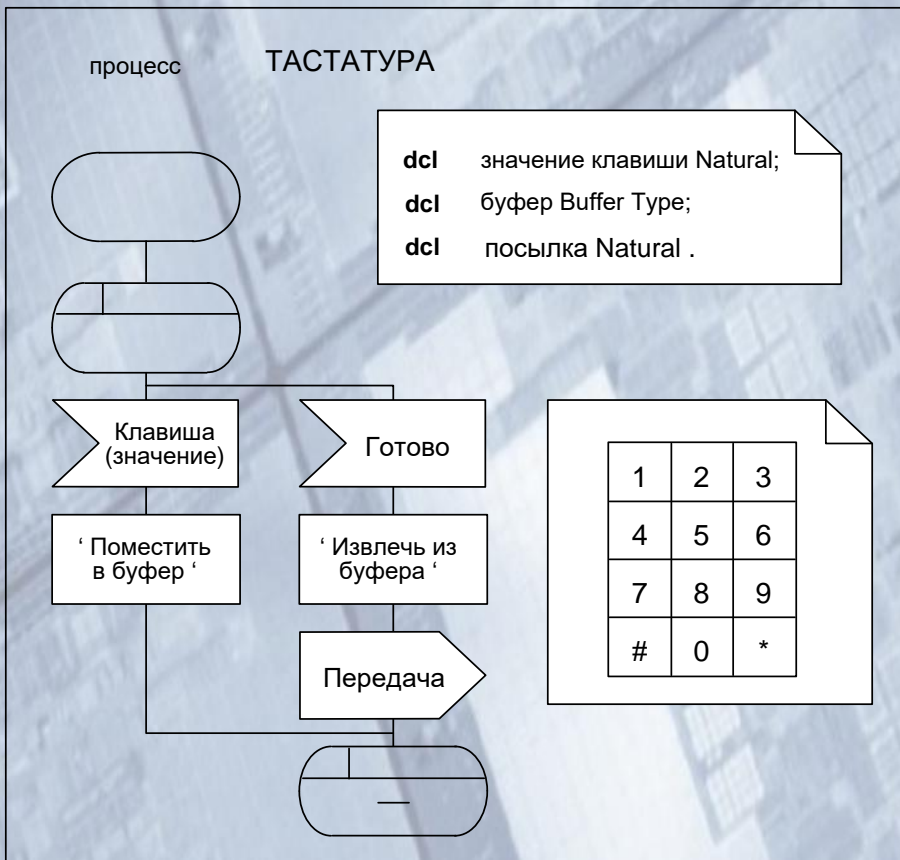 процесс ТАСТАТУРА
dcl значение клавиши Natural;
dcl буфер Buffer Type;
dcl посылка Natural .
Клавиша
(значение)
Готово
‘ Поместить
в буфер ‘
‘ Извлечь из
буфера ‘
Передача
1 2 3
4 5 6
7 8 9
# 0 *
—